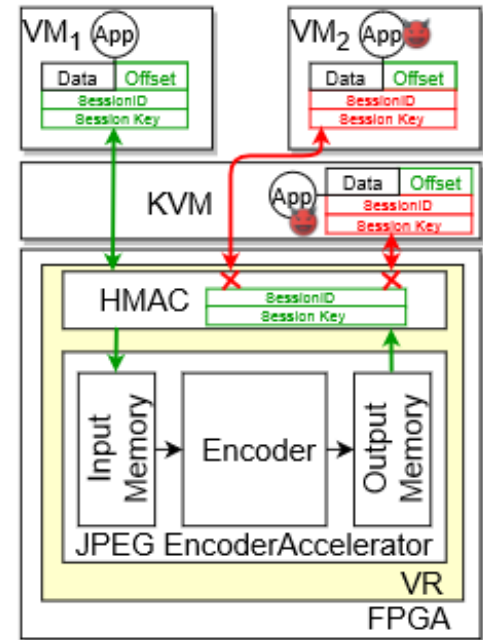 VM1 App
Data Offset
SessionID
Session Key
VM2 App
Data Offset
SessionID
Session Key
KVM
App
Data Offset
SessionID
Session Key
HMAC
SessionID
Session Key
Input
Memory
Encoder
Output
Memory
JPEG EncoderAccelerator
VR
FPGA